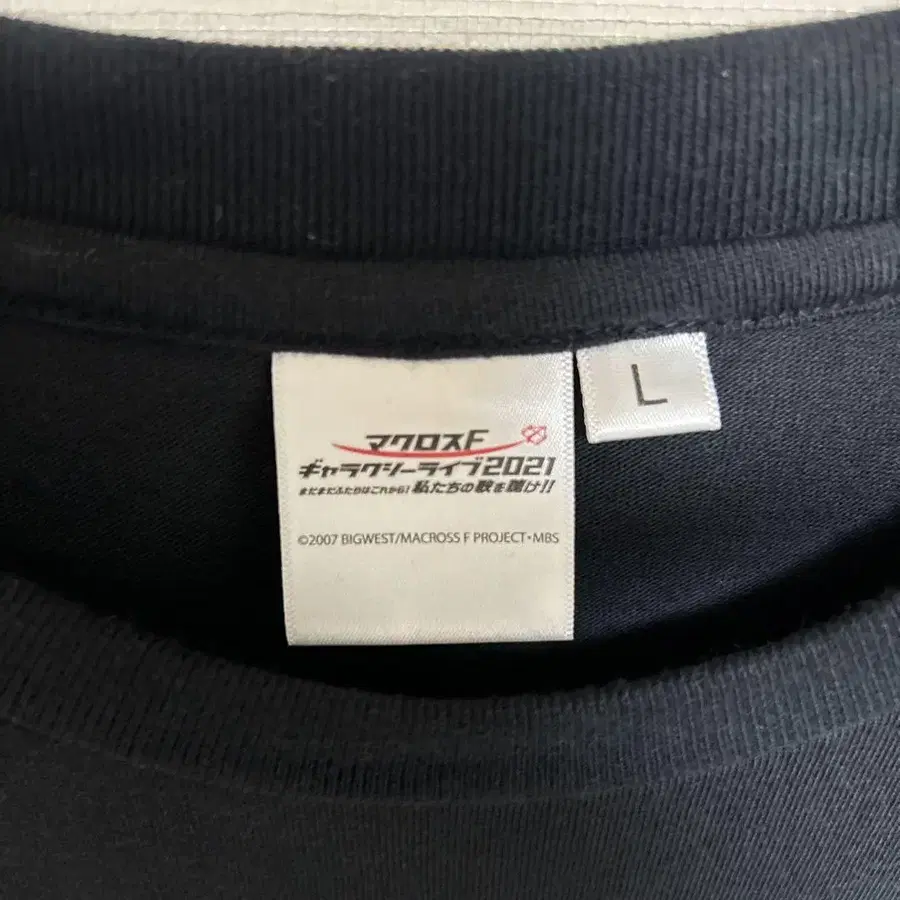 マクロスF
ギャラクシーライブ2021
まだまだふたりはこれから! 私たちの歌を聴け!!
©2007 BIGWEST/MACROSS F PROJECT・MBS
L